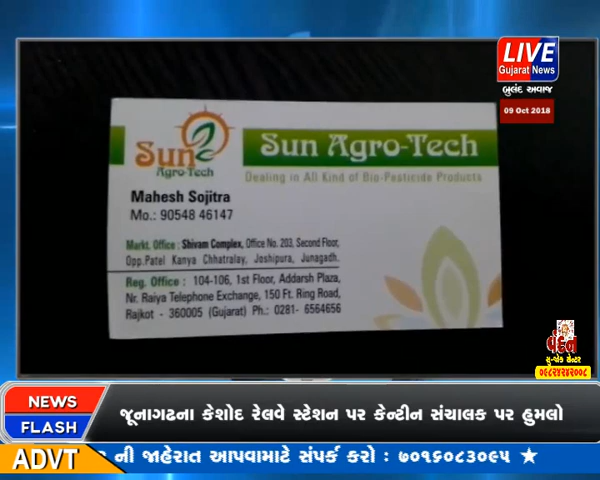 LIVE
Gujarat News
બુલંદ અવાજ
09 Oct 2018
Sun
Agro-Tech
Sun Agro-Tech
Dealing in All Kind of Bio-Pesticide Products
Mahesh Sojitra
Mo.: 90548 46147
Markt. Office : Shivam Complex, Office No. 203, Second Floor,
Opp.Patel Kanya Chhatralay, Joshipura, Junagadh.
Reg. Office : 104-106, 1st Floor, Addarsh Plaza,
Nr. Raiya Telephone Exchange, 150 Ft. Ring Road,
Rajkot - 360005 (Gujarat) Ph.: 0281- 6564656
સુ-જોક સેન્ટર
NEWS
FLASH
જૂનાગઢના કેશોદ રેલવે સ્ટેશન પર કેન્ટીન સંચાલક પર હુમલો
ADVT
ની જાહેરાત આપવામાટે સંપર્ક કરો : ૭૦૧૬૦૮૩૦૯૫